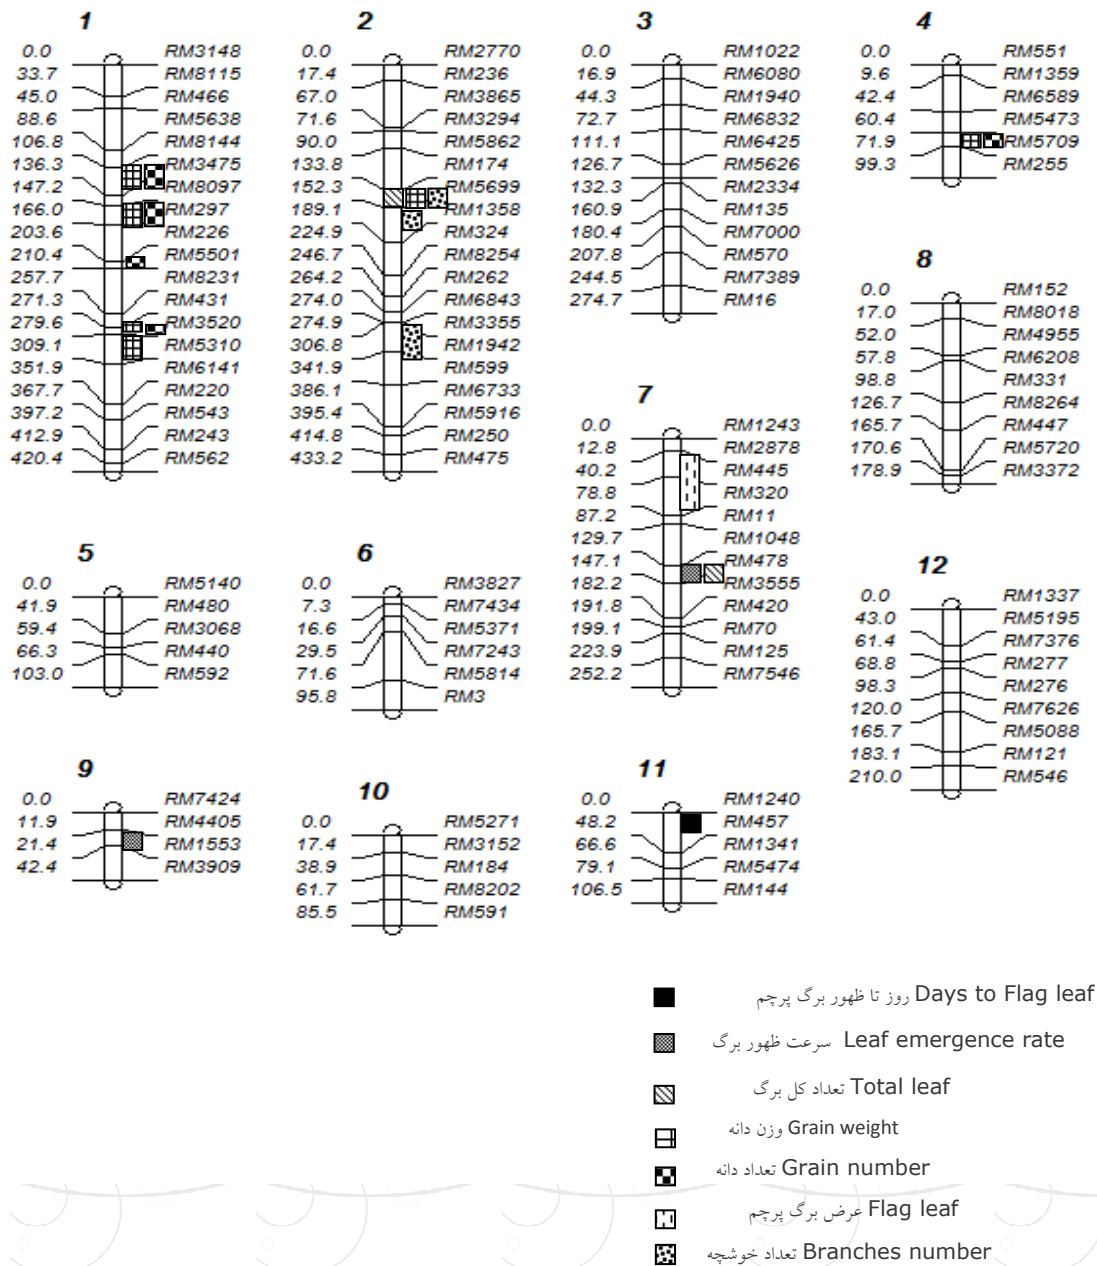 1
0.0 RM3148
33.7 RM8115
45.0 RM466
88.6 RM5638
106.8 RM8144
136.3 RM3475
147.2 RM8097
166.0 RM297
203.6 RM226
210.4 RM5501
257.7 RM8231
271.3 RM431
279.6 RM3520
309.1 RM5310
351.9 RM6141
367.7 RM220
397.2 RM543
412.9 RM243
420.4 RM562
2
0.0 RM2770
17.4 RM236
67.0 RM3865
71.6 RM3294
90.0 RM5862
133.8 RM174
152.3 RM5699
189.1 RM1358
224.9 RM324
246.7 RM8254
264.2 RM262
274.0 RM6843
274.9 RM3355
306.8 RM1942
341.9 RM599
386.1 RM6733
395.4 RM5916
414.8 RM250
433.2 RM475
3
0.0 RM1022
16.9 RM6080
44.3 RM1940
72.7 RM6832
111.1 RM6425
126.7 RM5626
132.3 RM2334
160.9 RM135
180.4 RM7000
207.8 RM570
244.5 RM7389
274.7 RM16
4
0.0 RM551
9.6 RM1359
42.4 RM6589
60.4 RM5473
71.9 RM5709
99.3 RM255
8
0.0 RM152
17.0 RM8018
52.0 RM4955
57.8 RM6208
98.8 RM331
126.7 RM8264
165.7 RM447
170.6 RM5720
178.9 RM3372
7
0.0 RM1243
12.8 RM2878
40.2 RM445
78.8 RM320
87.2 RM11
129.7 RM1048
147.1 RM478
182.2 RM3555
191.8 RM420
199.1 RM70
223.9 RM125
252.2 RM7546
5
0.0 RM5140
41.9 RM480
59.4 RM3068
66.3 RM440
103.0 RM592
6
0.0 RM3827
7.3 RM7434
16.6 RM5371
29.5 RM7243
71.6 RM5814
95.8 RM3
12
0.0 RM1337
43.0 RM5195
61.4 RM7376
68.8 RM277
98.3 RM276
120.0 RM7626
165.7 RM5088
183.1 RM121
210.0 RM546
9
0.0 RM7424
11.9 RM4405
21.4 RM1553
42.4 RM3909
10
0.0 RM5271
17.4 RM3152
38.9 RM184
61.7 RM8202
85.5 RM591
11
0.0 RM1240
48.2 RM457
66.6 RM1341
79.1 RM5474
106.5 RM144
روز تا ظهور برگ پرچم Days to Flag leaf
سرعت ظهور برگ Leaf emergence rate
تعداد کل برگ Total leaf
وزن دانه Grain weight
تعداد دانه Grain number
عرض برگ پرچم Flag leaf
تعداد خوشچه Branches number